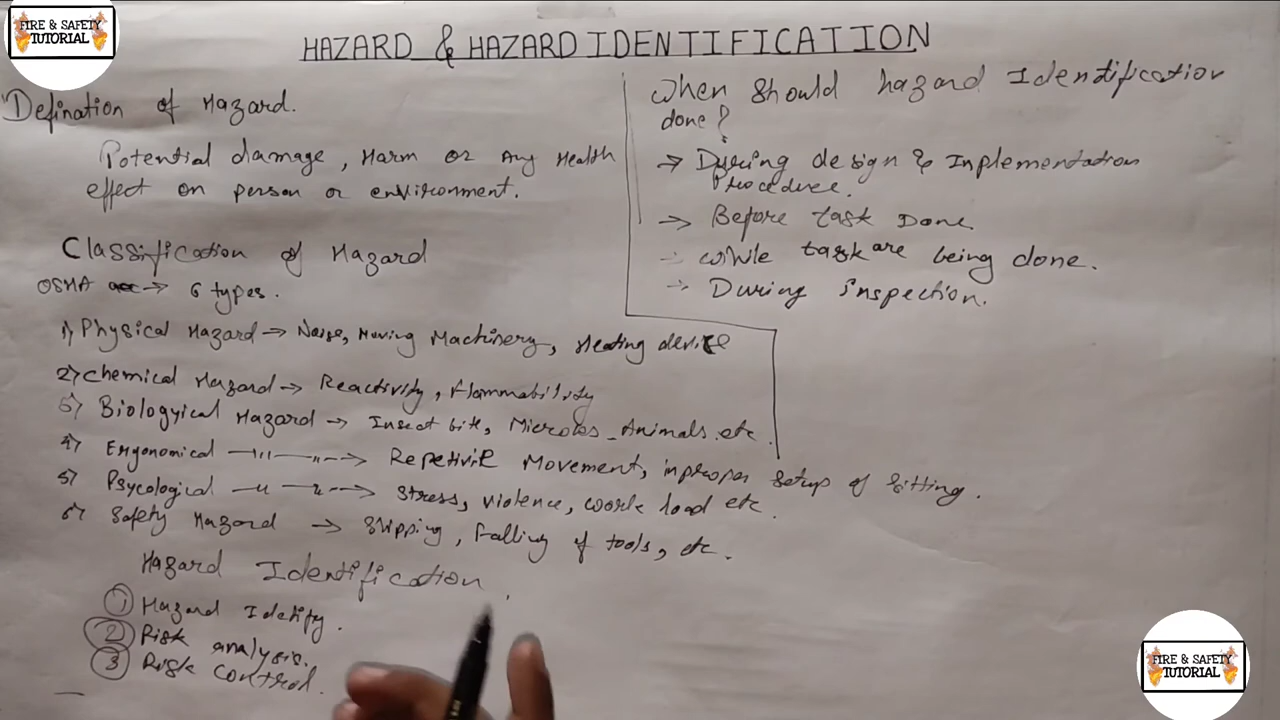 FIRE & SAFETY
TUTORIAL
HAZARD & HAZARD IDENTIFICATION
Defination of Hazard.
Potential damage, Harm or Any Health
effect on person or environment.
Classification of Hazard
OSHA → 6 types.
1) Physical Hazard → Noise, Moving Machinery, Heating device
2) Chemical Hazard → Reactivity, Flammability
3) Biologyical Hazard → Insect bite, Microbes, Animals etc.
4) Ergonomical —〃—〃—> Repetivie Movement, improper setup of sitting.
5) Psycological —〃—〃—> Stress, violence, work load etc.
6) Safety Hazard → Slipping, Falling of tools, etc.
Hazard Identification.
① Hazard Idetify.
② Risk analysis.
③ Risk control.
When Should hazard Identification
done?
→ During design & Inplementation
Procedure.
→ Before task Done.
→ while task are being done.
→ During inspection.
FIRE & SAFETY
TUTORIAL